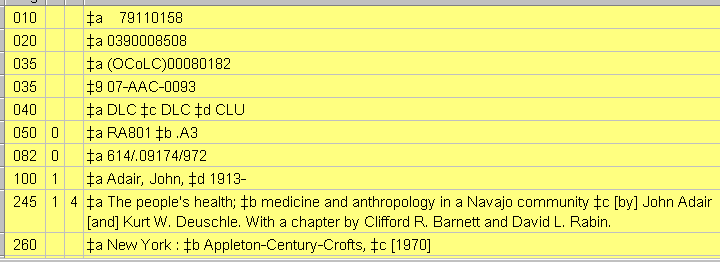 010 ‡a 79110158
020 ‡a 0390008508
035 ‡a (OCoLC)00080182
035 ‡9 07-AAC-0093
040 ‡a DLC ‡c DLC ‡d CLU
050 0 ‡a RA801 ‡b .A3
082 0 ‡a 614/.09174/972
100 1 ‡a Adair, John, ‡d 1913-
245 1 4 ‡a The people's health; ‡b medicine and anthropology in a Navajo community ‡c [by] John Adair
[and] Kurt W. Deuschle. With a chapter by Clifford R. Barnett and David L. Rabin.
260 ‡a New York : ‡b Appleton-Century-Crofts, ‡c [1970]